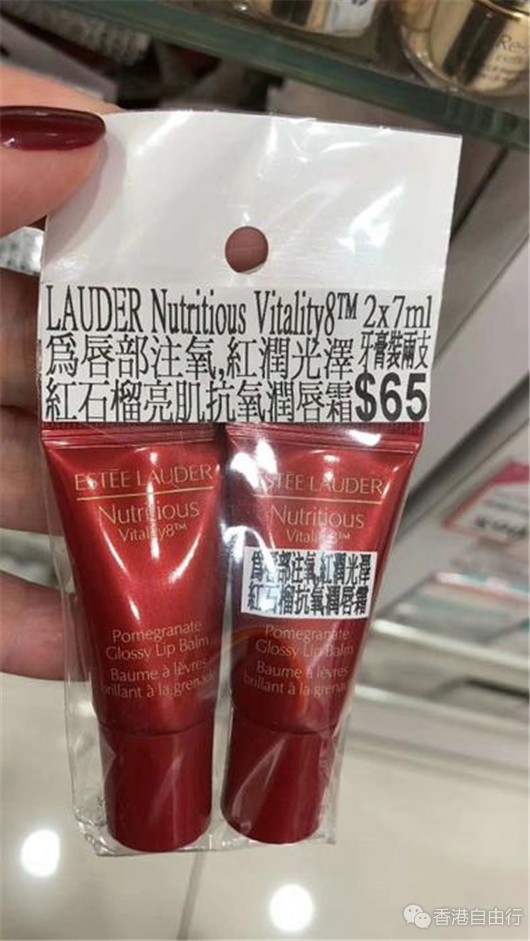 LAUDER Nutritious Vitality8™ 2x7ml
爲唇部注氧,紅潤光澤 牙膏裝兩支
紅石榴亮肌抗氧潤唇霜 $65
ESTĒE LAUDER
Nutritious
Vitality8™
Pomegranate
Glossy Lip Balm
Baume à lèvres
brillant à la grenade
ESTĒE LAUDER
Nutritious
Vitality8™
爲唇部注氧,紅潤光澤
紅石榴抗氧潤唇霜
Pomegranate
Glossy Lip Balm
Baume à lèvres
brillant à la grenade
香港自由行